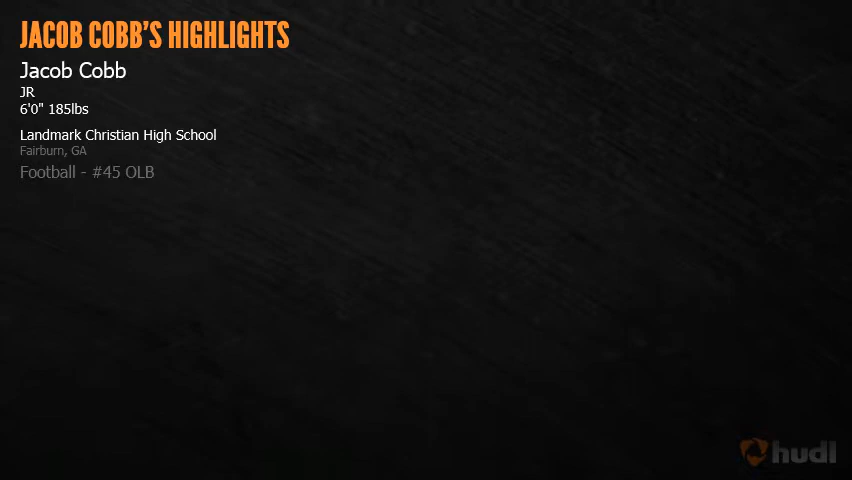 JACOB COBB'S HIGHLIGHTS
Jacob Cobb
JR
6'0" 185lbs
Landmark Christian High School
Fairburn, GA
Football - #45 OLB
hudl